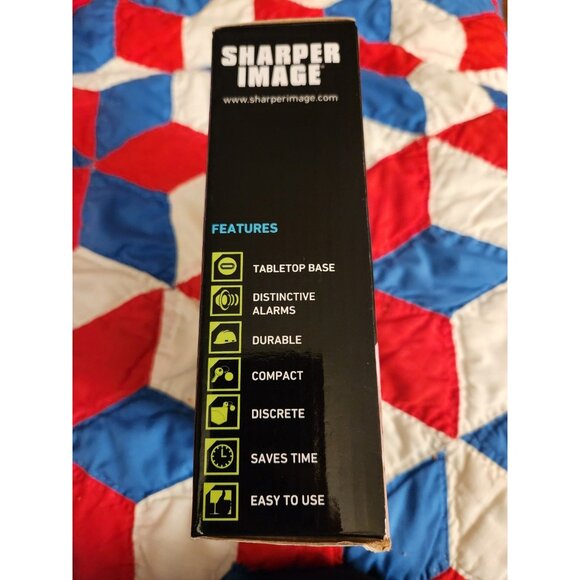 SHARPER
IMAGE®
www.sharperimage.com
FEATURES
TABLETOP BASE
DISTINCTIVE
ALARMS
DURABLE
COMPACT
DISCRETE
SAVES TIME
EASY TO USE